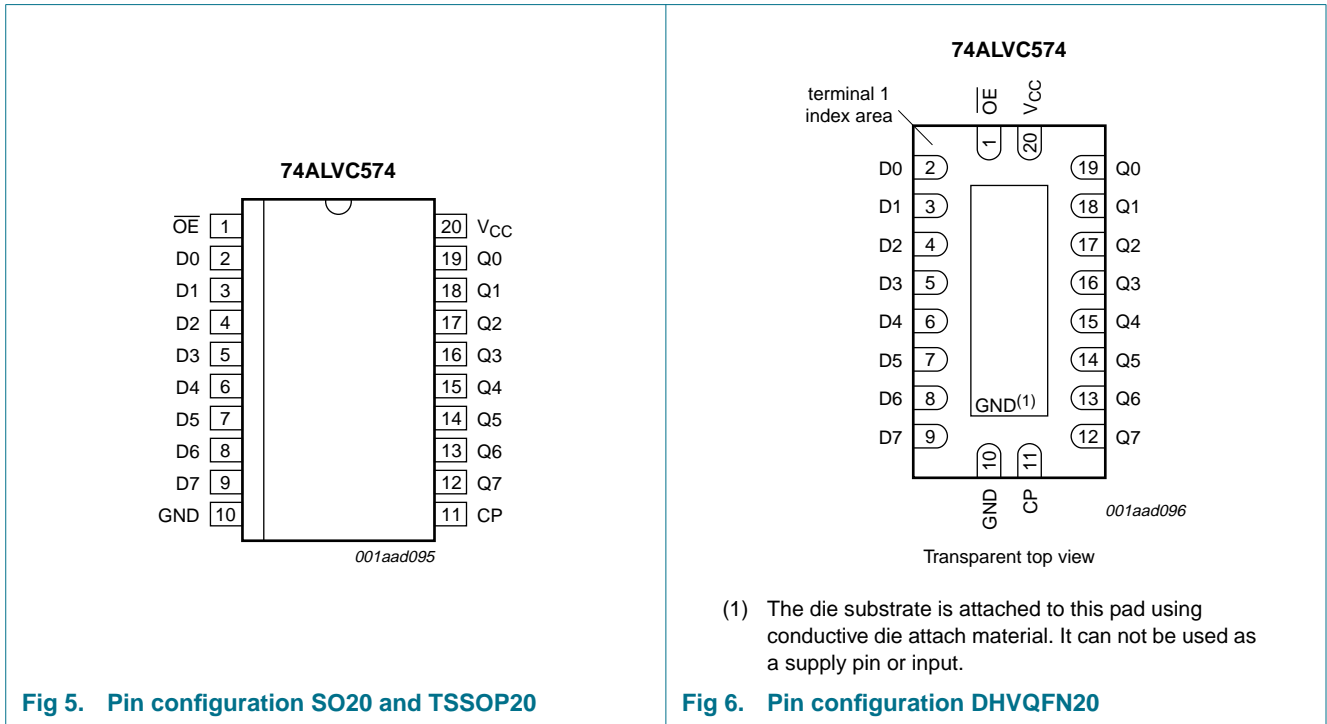 74ALVC574
OE 1 20 VCC
D0 2 19 Q0
D1 3 18 Q1
D2 4 17 Q2
D3 5 16 Q3
D4 6 15 Q4
D5 7 14 Q5
D6 8 13 Q6
D7 9 12 Q7
GND 10 11 CP
001aad095
Fig 5. Pin configuration SO20 and TSSOP20
74ALVC574
terminal 1
index area
OE VCC
1 20
D0 2 19 Q0
D1 3 18 Q1
D2 4 17 Q2
D3 5 16 Q3
D4 6 15 Q4
D5 7 14 Q5
D6 8 GND(1) 13 Q6
D7 9 12 Q7
10 11
GND CP
001aad096
Transparent top view
(1) The die substrate is attached to this pad using
conductive die attach material. It can not be used as
a supply pin or input.
Fig 6. Pin configuration DHVQFN20